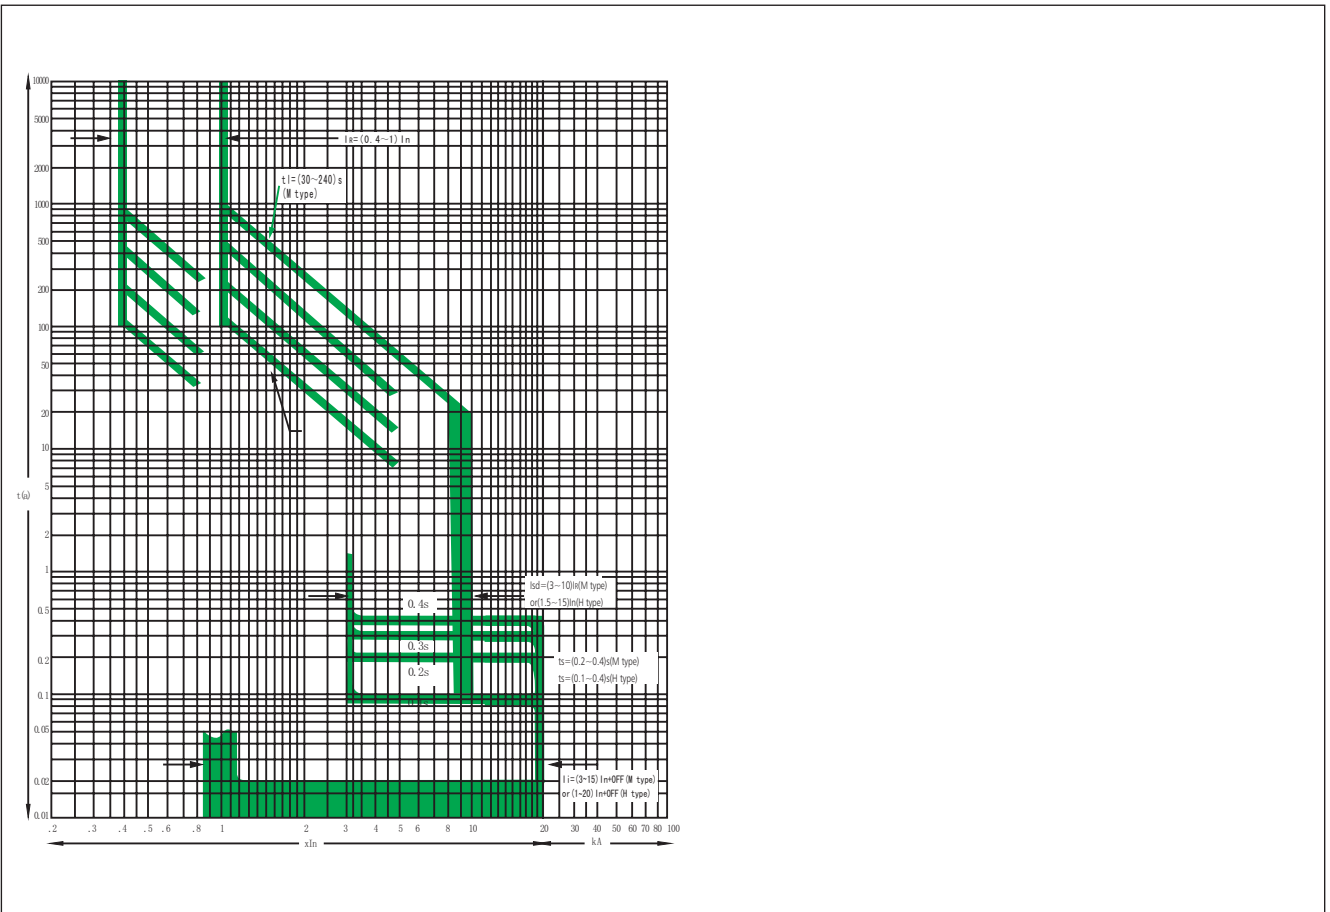 10000
5000
2000
1000
500
200
100
50
20
10
5
2
1
0.5
0.2
0.1
0.05
0.02
0.01
t(a)
IR=(0.4~1)In
tl=(30~240)s
(M type)
0.4s
0.3s
0.2s
Isd=(3~10)IR(M type)
or(1.5~15)In(H type)
ts=(0.2~0.4)s(M type)
ts=(0.1~0.4)s(H type)
Ii=(3~15)In+OFF(M type)
or(1~20)In+OFF(H type)
.2 .3 .4 .5 .6 .8 1 2 3 4 5 6 8 10 20 30 40 50 60 70 80 100
xIn kA